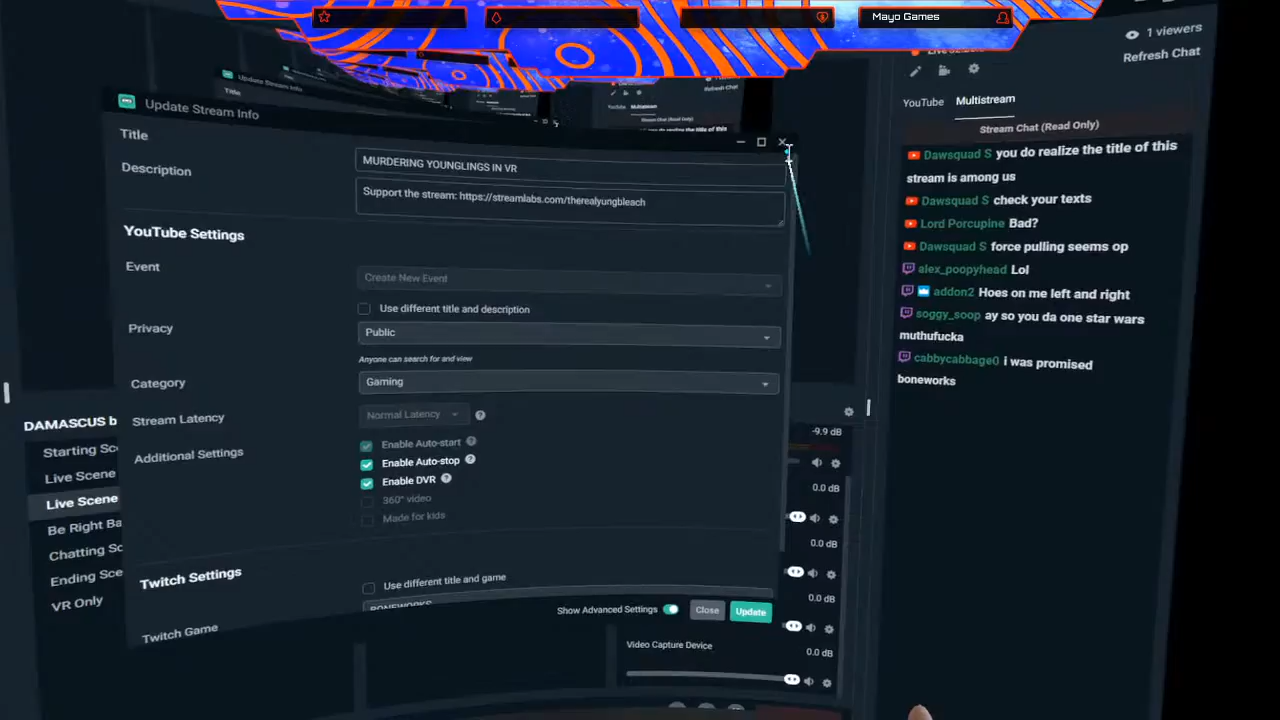 Mayo Games
1 viewers
Refresh Chat
Update Stream Info
Title
MURDERING YOUNGLINGS IN VR
Description
Support the stream: https://streamlabs.com/therealyungbleach
YouTube Settings
Event
Create New Event
Use different title and description
Privacy
Public
Anyone can search for and view
Category
Gaming
Stream Latency
Normal Latency
Additional Settings
Enable Auto-start
Enable Auto-stop
Enable DVR
360° video
Made for kids
Twitch Settings
Use different title and game
BONEWORKS
Twitch Game
Show Advanced Settings
Close
Update
YouTube
Multistream
Stream Chat (Read Only)
Dawsquad S you do realize the title of this
stream is among us
Dawsquad S check your texts
Lord Porcupine Bad?
Dawsquad S force pulling seems op
alex_poopyhead Lol
addon2 Hoes on me left and right
soggy_soop ay so you da one star wars
muthufucka
cabbycabbage0 i was promised
boneworks
DAMASCUS b
Starting Sc
Live Scene
Live Scene
Be Right Ba
Chatting Sc
Ending Sce
VR Only
-9.9 dB
0.0 dB
0.0 dB
0.0 dB
Video Capture Device
0.0 dB
Update Stream Info
Title
Refresh Chat
Multistream